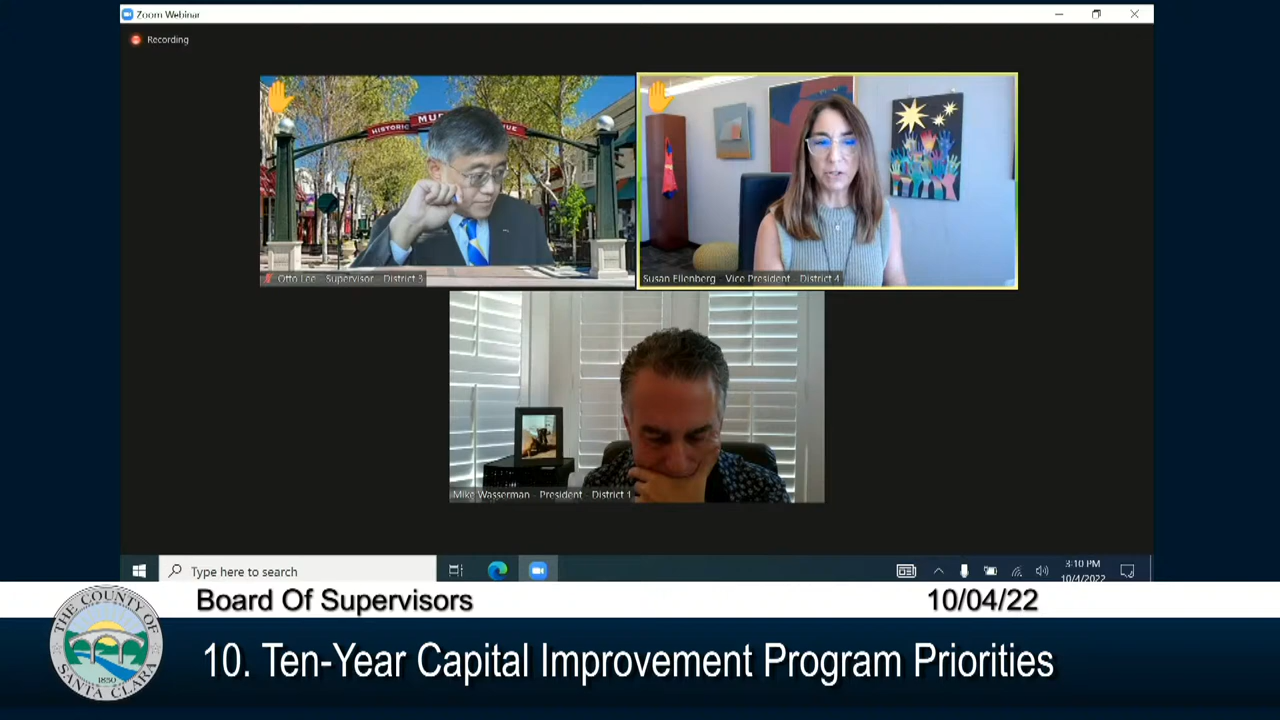 Zoom Webinar
Recording
HISTORIC
Otto Lee - Supervisor - District 3
Susan Ellenberg - Vice President - District 4
Mike Wasserman - President - District 1
Type here to search
3:10 PM
10/4/2022
Board Of Supervisors
10/04/22
THE COUNTY OF
SANTA CLARA
1850
10. Ten-Year Capital Improvement Program Priorities